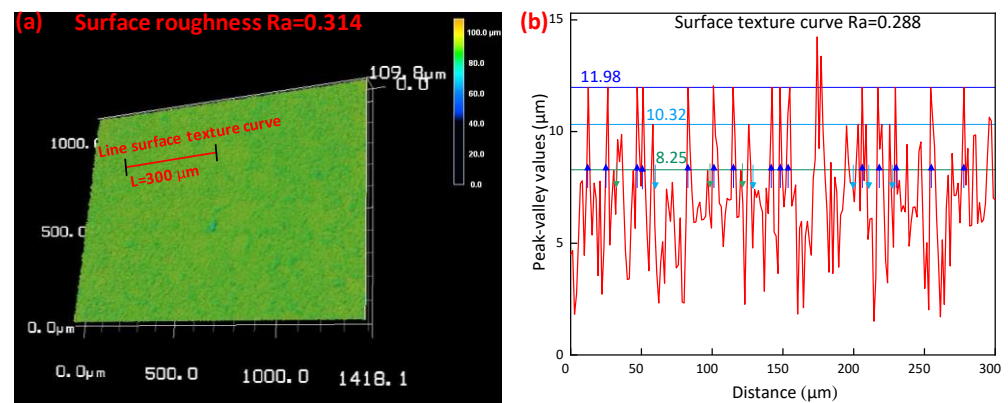 (a) Surface roughness Ra=0.314
100.0 µm
80.0
60.0
40.0
20.0
0.0
109.8µm
0.0
1000.0
Line surface texture curve
L=300 µm
500.0
0.0µm
0.0µm 500.0 1000.0 1418.1
(b) Surface texture curve Ra=0.288
15
11.98
10.32
10
8.25
5
0
Peak-valley values (µm)
0 50 100 150 200 250 300
Distance (µm)